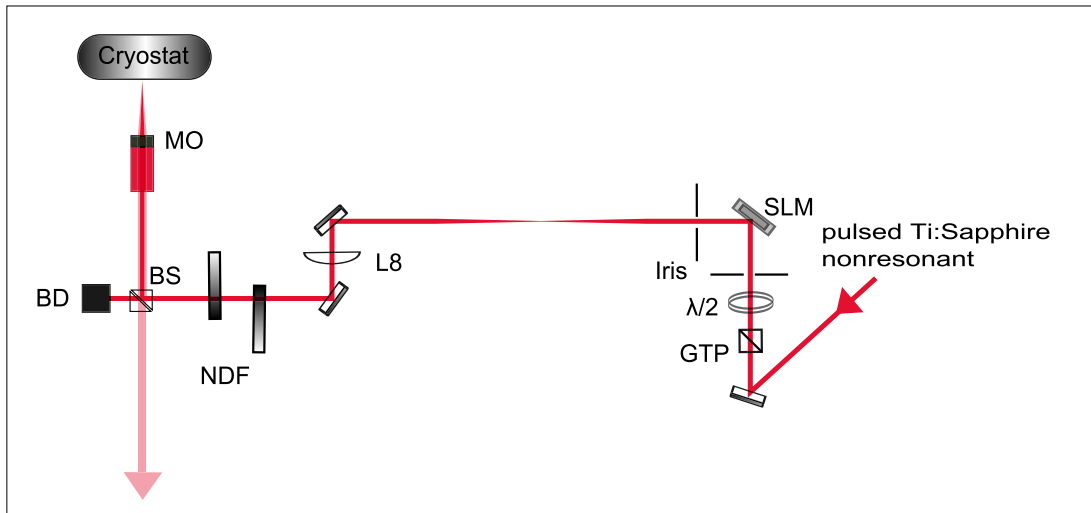 Cryostat
MO
SLM
pulsed Ti:Sapphire
nonresonant
L8
Iris
BS
BD
λ/2
GTP
NDF